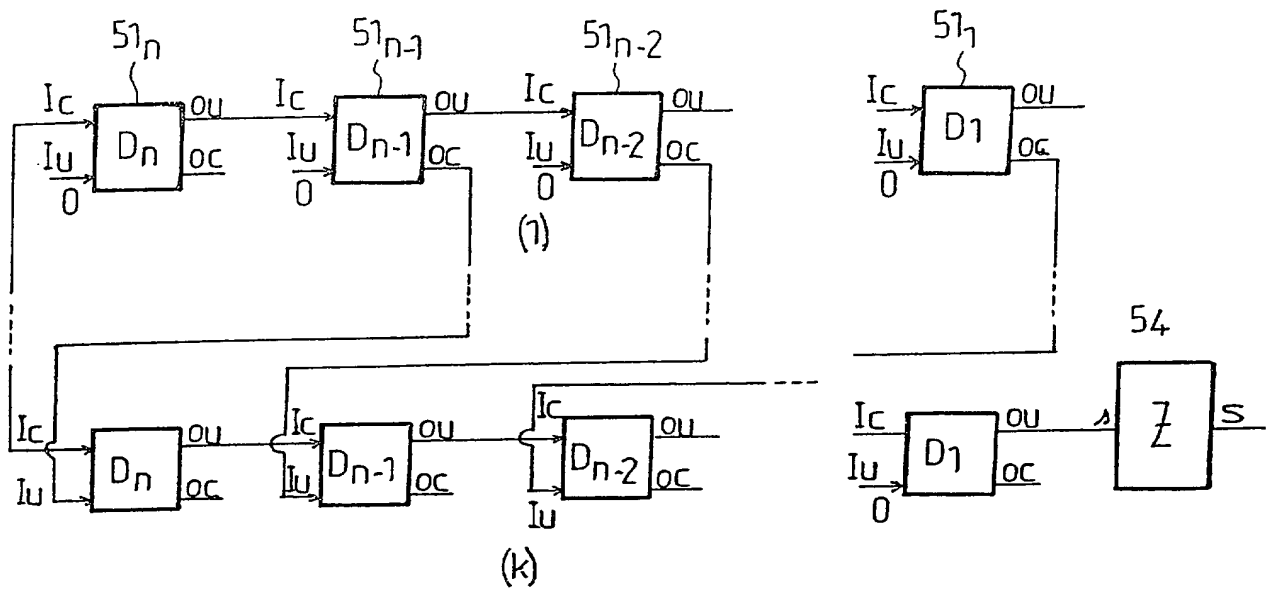 51n 51n-1 51n-2 511
Ic OU Ic OU Ic OU Ic OU
Dn Dn-1 Dn-2 D1
Iu OC Iu OC Iu OC Iu OC
0 0 0 0
(1)
54
Ic OU Ic OU Ic OU Ic OU s Z S
Dn Dn-1 Dn-2 D1
Iu OC Iu OC Iu OC Iu OC
0
(k)